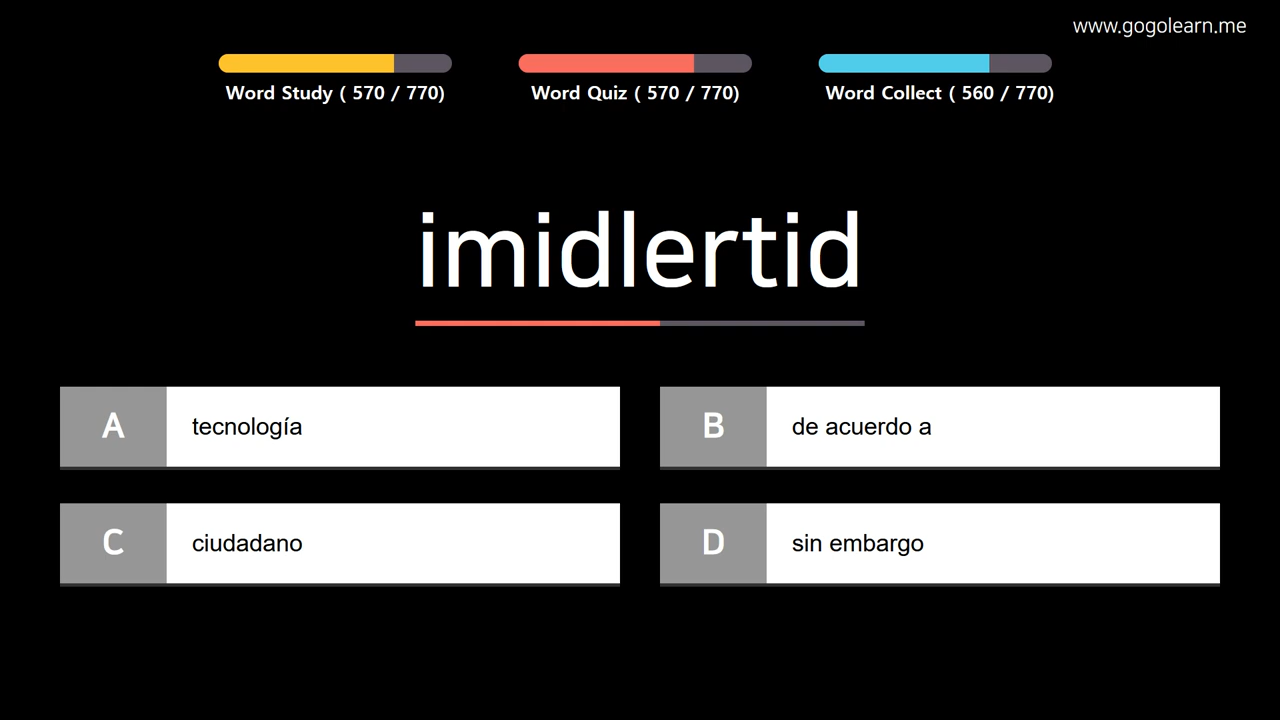 www.gogolearn.me
Word Study ( 570 / 770)
Word Quiz ( 570 / 770)
Word Collect ( 560 / 770)
imidlertid
A tecnología
B de acuerdo a
C ciudadano
D sin embargo